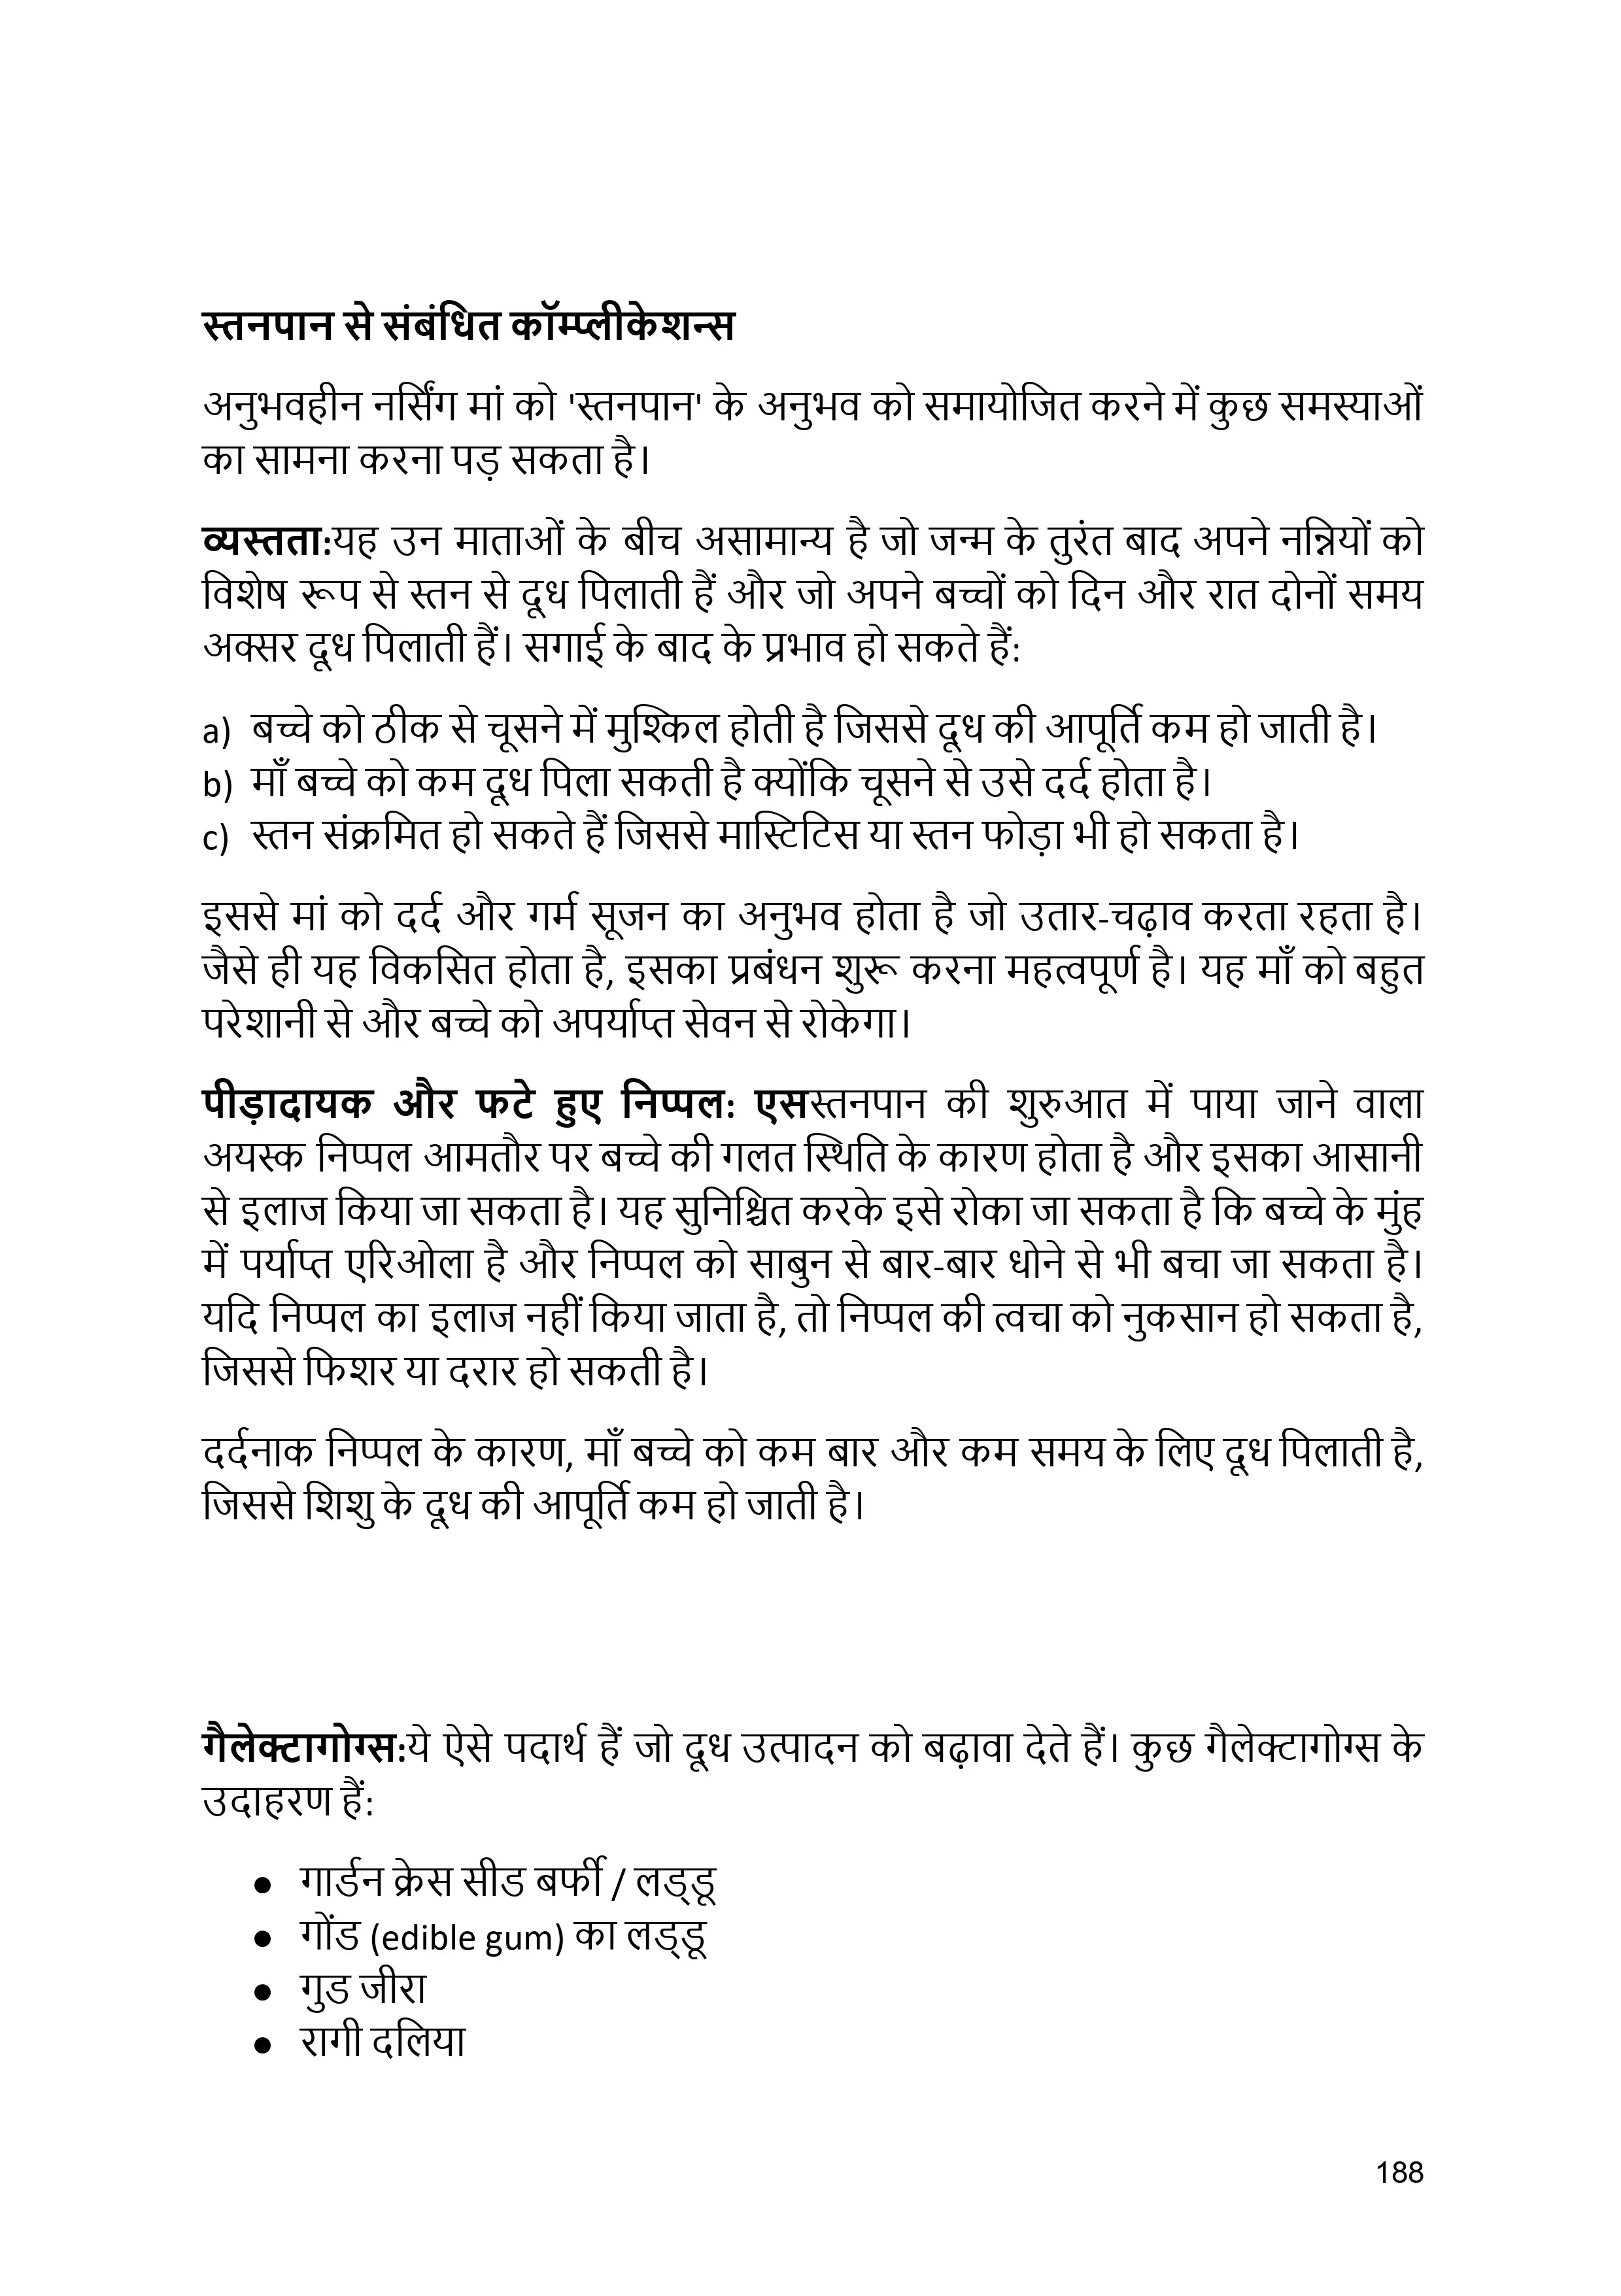 स्तनपान से संबंधित कॉम्प्लीकेशन्स
अनुभवहीन नर्सिंग मां को 'स्तनपान' के अनुभव को समायोजित करने में कुछ समस्याओं
का सामना करना पड़ सकता है।
व्यस्तता:यह उन माताओं के बीच असामान्य है जो जन्म के तुरंत बाद अपने नन्नियों को
विशेष रूप से स्तन से दूध पिलाती हैं और जो अपने बच्चों को दिन और रात दोनों समय
अक्सर दूध पिलाती हैं। सगाई के बाद के प्रभाव हो सकते हैं:
a) बच्चे को ठीक से चूसने में मुश्किल होती है जिससे दूध की आपूर्ति कम हो जाती है।
b) माँ बच्चे को कम दूध पिला सकती है क्योंकि चूसने से उसे दर्द होता है।
c) स्तन संक्रमित हो सकते हैं जिससे मास्टिटिस या स्तन फोड़ा भी हो सकता है।
इससे मां को दर्द और गर्म सूजन का अनुभव होता है जो उतार-चढ़ाव करता रहता है।
जैसे ही यह विकसित होता है, इसका प्रबंधन शुरू करना महत्वपूर्ण है। यह माँ को बहुत
परेशानी से और बच्चे को अपर्याप्त सेवन से रोकेगा।
पीड़ादायक और फटे हुए निप्पल: एसस्तनपान की शुरुआत में पाया जाने वाला
अयस्क निप्पल आमतौर पर बच्चे की गलत स्थिति के कारण होता है और इसका आसानी
से इलाज किया जा सकता है। यह सुनिश्चित करके इसे रोका जा सकता है कि बच्चे के मुंह
में पर्याप्त एरिओला है और निप्पल को साबुन से बार-बार धोने से भी बचा जा सकता है।
यदि निप्पल का इलाज नहीं किया जाता है, तो निप्पल की त्वचा को नुकसान हो सकता है,
जिससे फिशर या दरार हो सकती है।
दर्दनाक निप्पल के कारण, माँ बच्चे को कम बार और कम समय के लिए दूध पिलाती है,
जिससे शिशु के दूध की आपूर्ति कम हो जाती है।
गैलेक्टागोग्स:ये ऐसे पदार्थ हैं जो दूध उत्पादन को बढ़ावा देते हैं। कुछ गैलेक्टागोग्स के
उदाहरण हैं:
● गार्डन क्रेस सीड बर्फी / लड्डू
● गोंड (edible gum) का लड्डू
● गुड जीरा
● रागी दलिया
188